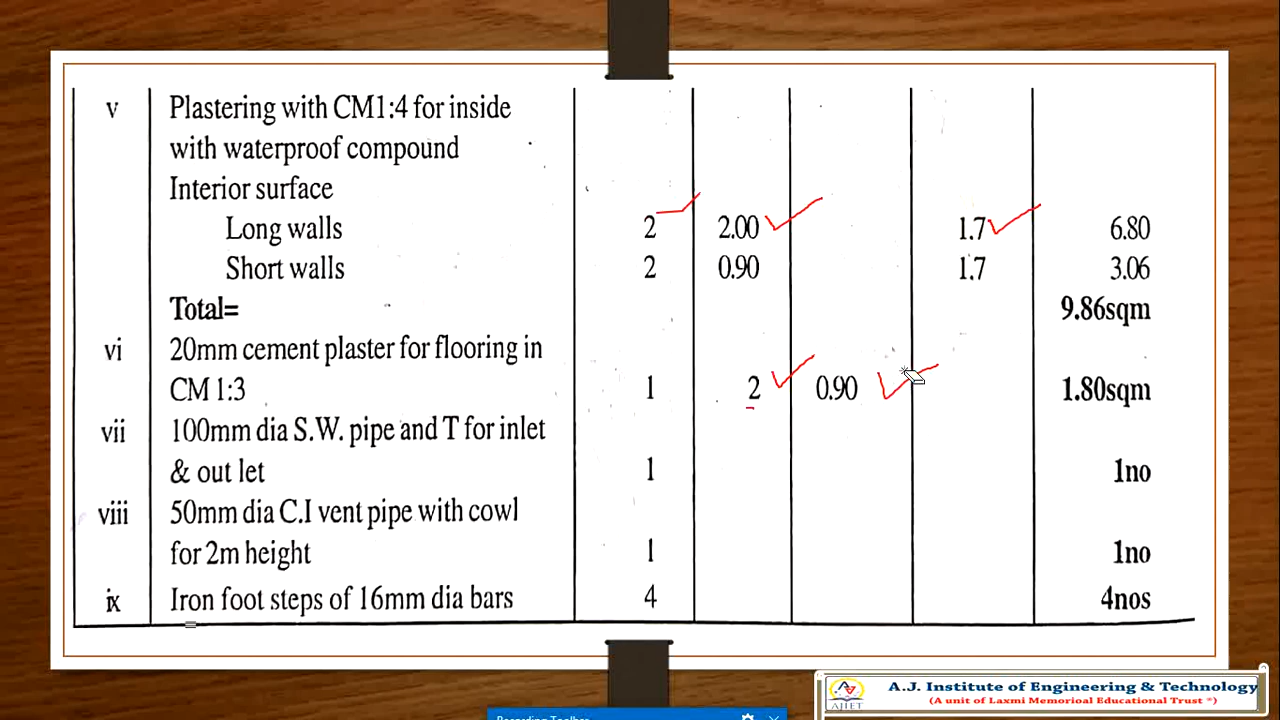 v Plastering with CM1:4 for inside
with waterproof compound
Interior surface
Long walls 2 2.00 1.7 6.80
Short walls 2 0.90 1.7 3.06
Total= 9.86sqm
vi 20mm cement plaster for flooring in
CM 1:3 1 2 0.90 1.80sqm
vii 100mm dia S.W. pipe and T for inlet
& out let 1 1no
viii 50mm dia C.I vent pipe with cowl
for 2m height 1 1no
ix Iron foot steps of 16mm dia bars 4 4nos
A.J. Institute of Engineering & Technology
(A unit of Laxmi Memorioal Educational Trust ®)
AJIET